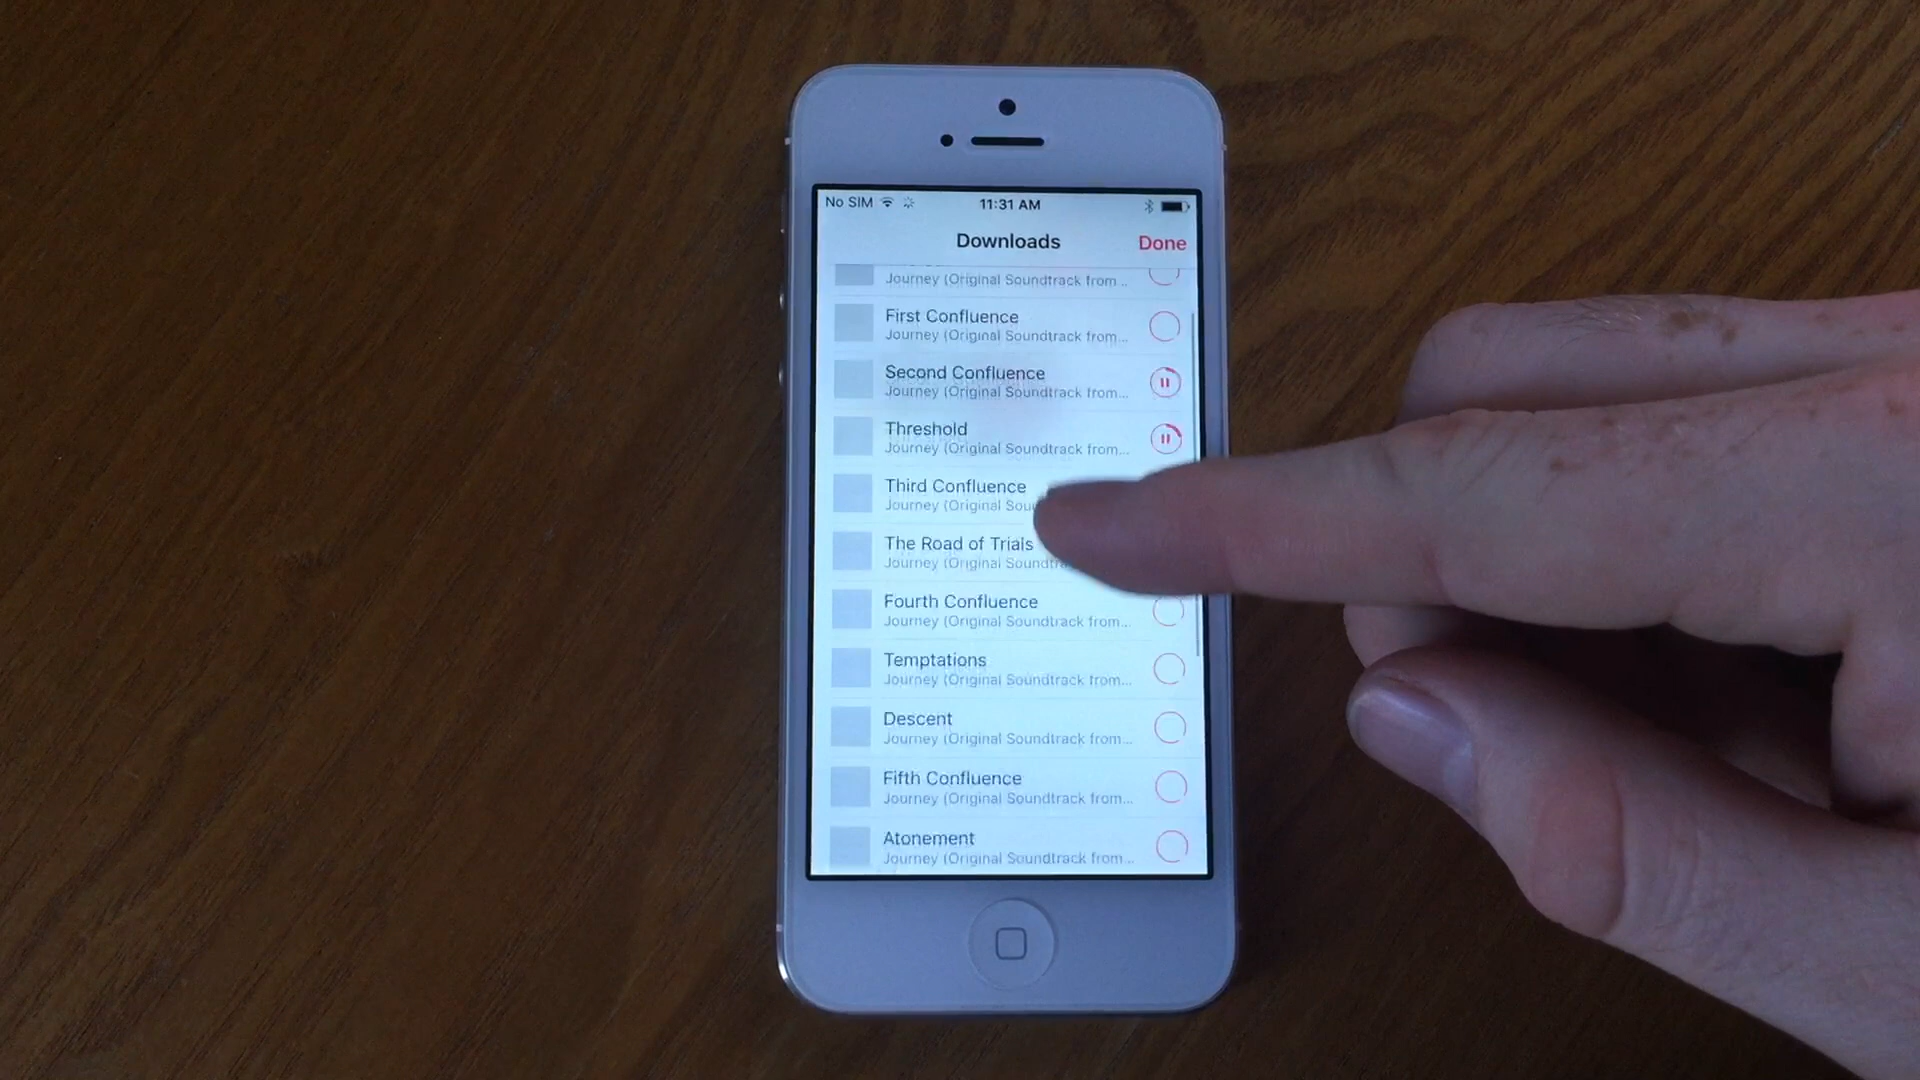 No SIM 11:31 AM
Downloads Done
Journey (Original Soundtrack from ...
First Confluence
Journey (Original Soundtrack from...
Second Confluence
Journey (Original Soundtrack from...
Threshold
Journey (Original Soundtrack from...
Third Confluence
Journey (Original
The Road of Trials
Journey (Original
Fourth Confluence
Journey (Original Soundtrack from...
Temptations
Journey (Original Soundtrack from...
Descent
Journey (Original Soundtrack from...
Fifth Confluence
Journey (Original Soundtrack from...
Atonement
Journey (Original Soundtrack from...